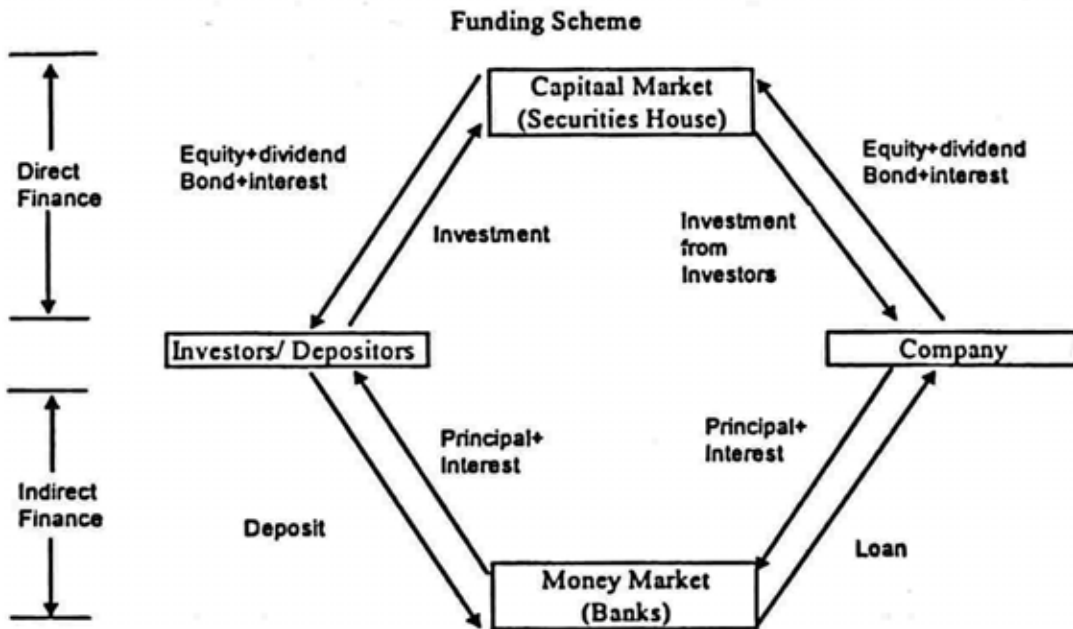 Funding Scheme
Capitaal Market
(Securities House)
Direct
Finance
Equity+dividend
Bond+interest
Investment
Investment
from
Investors
Equity+dividend
Bond+interest
Investors/ Depositors
Company
Indirect
Finance
Principal+
Interest
Deposit
Principal+
Interest
Loan
Money Market
(Banks)